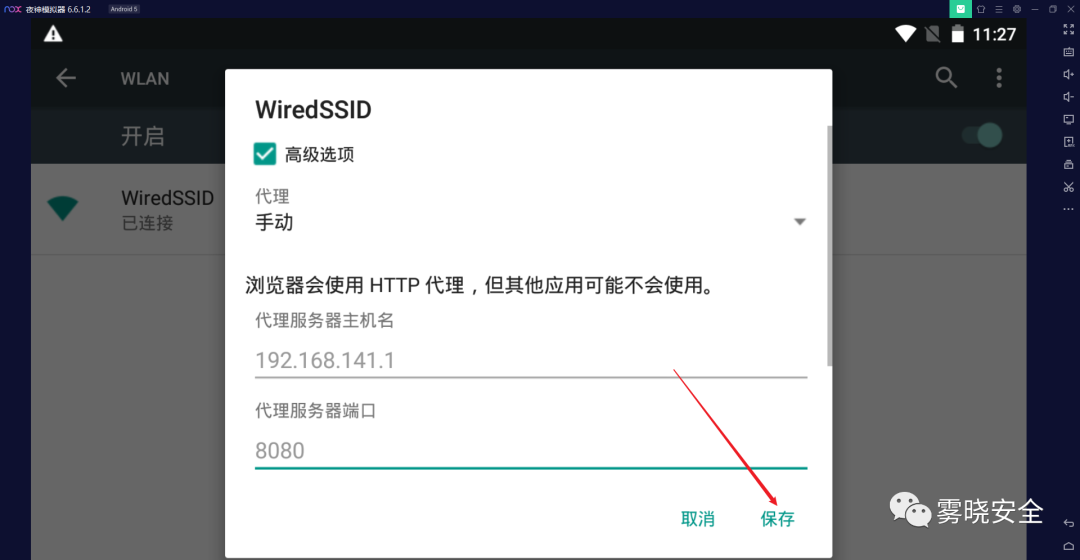 nox 夜神模拟器 6.6.1.2 Android 5
11:27
WLAN
开启
WiredSSID
已连接
WiredSSID
高级选项
代理
手动
浏览器会使用 HTTP 代理，但其他应用可能不会使用。
代理服务器主机名
192.168.141.1
代理服务器端口
8080
取消 保存
雾晓安全